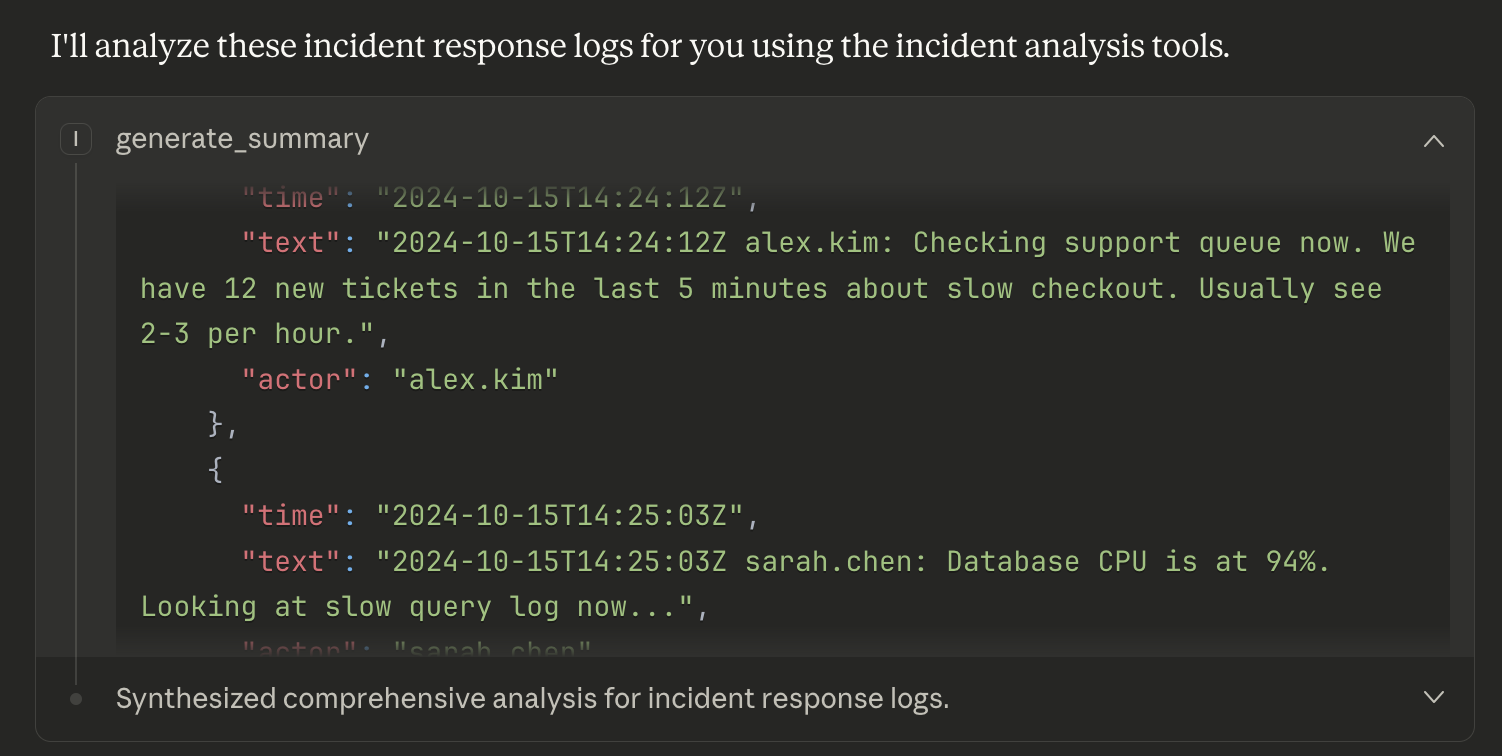 I'll analyze these incident response logs for you using the incident analysis tools.
I generate_summary
"time": "2024-10-15T14:24:12Z",
"text": "2024-10-15T14:24:12Z alex.kim: Checking support queue now. We
have 12 new tickets in the last 5 minutes about slow checkout. Usually see
2-3 per hour.",
"actor": "alex.kim"
},
{
"time": "2024-10-15T14:25:03Z",
"text": "2024-10-15T14:25:03Z sarah.chen: Database CPU is at 94%.
Looking at slow query log now...",
"actor": "sarah.chen"
Synthesized comprehensive analysis for incident response logs.